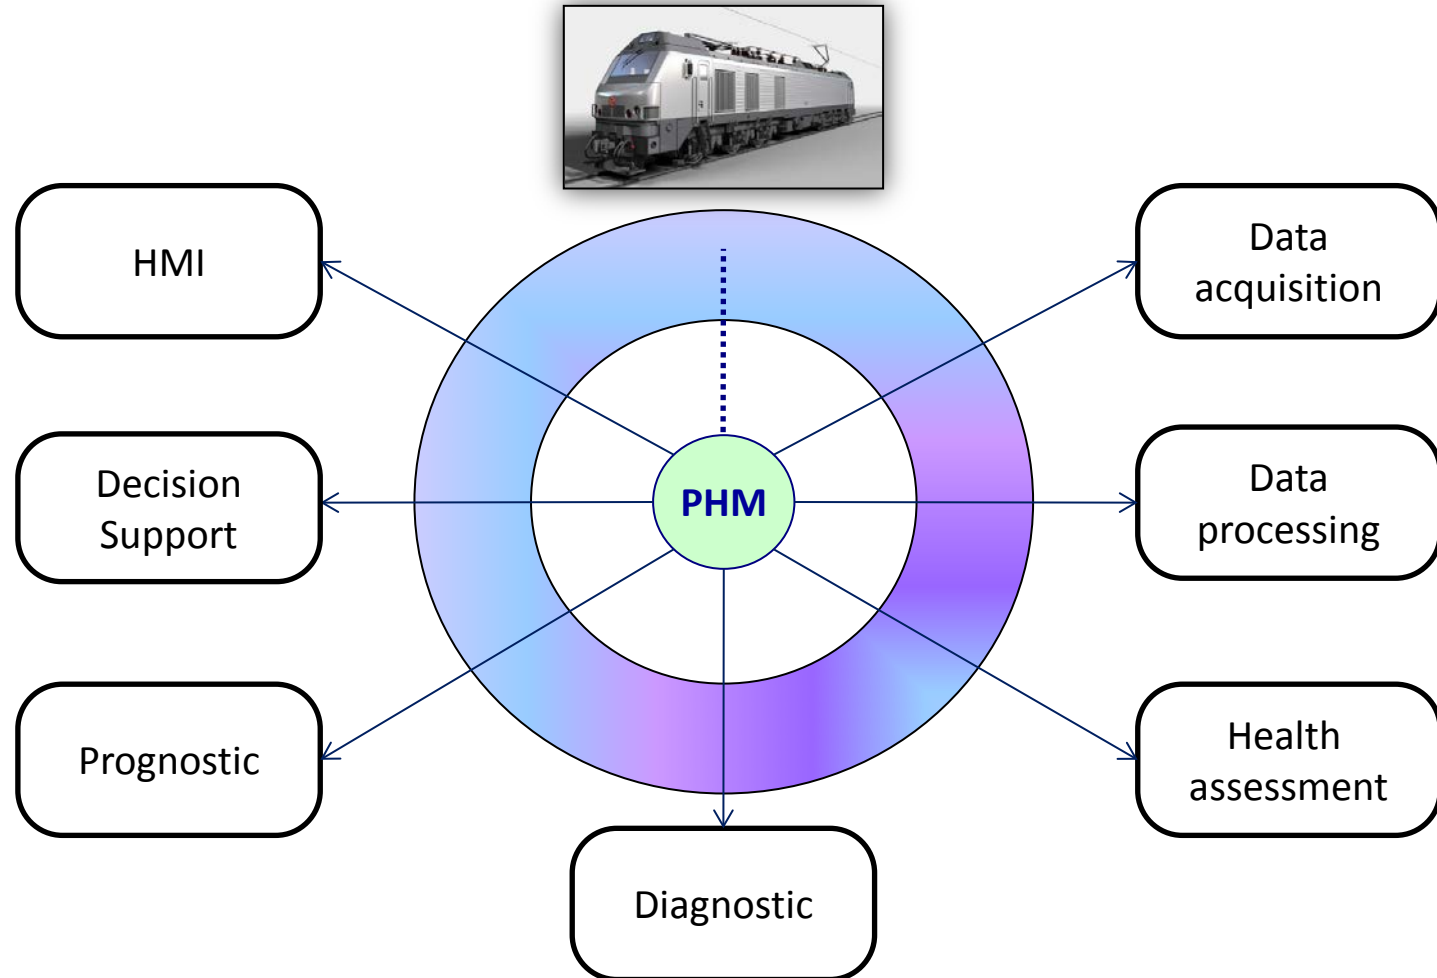 HMI
Data
acquisition
Decision
Support
PHM
Data
processing
Prognostic
Health
assessment
Diagnostic